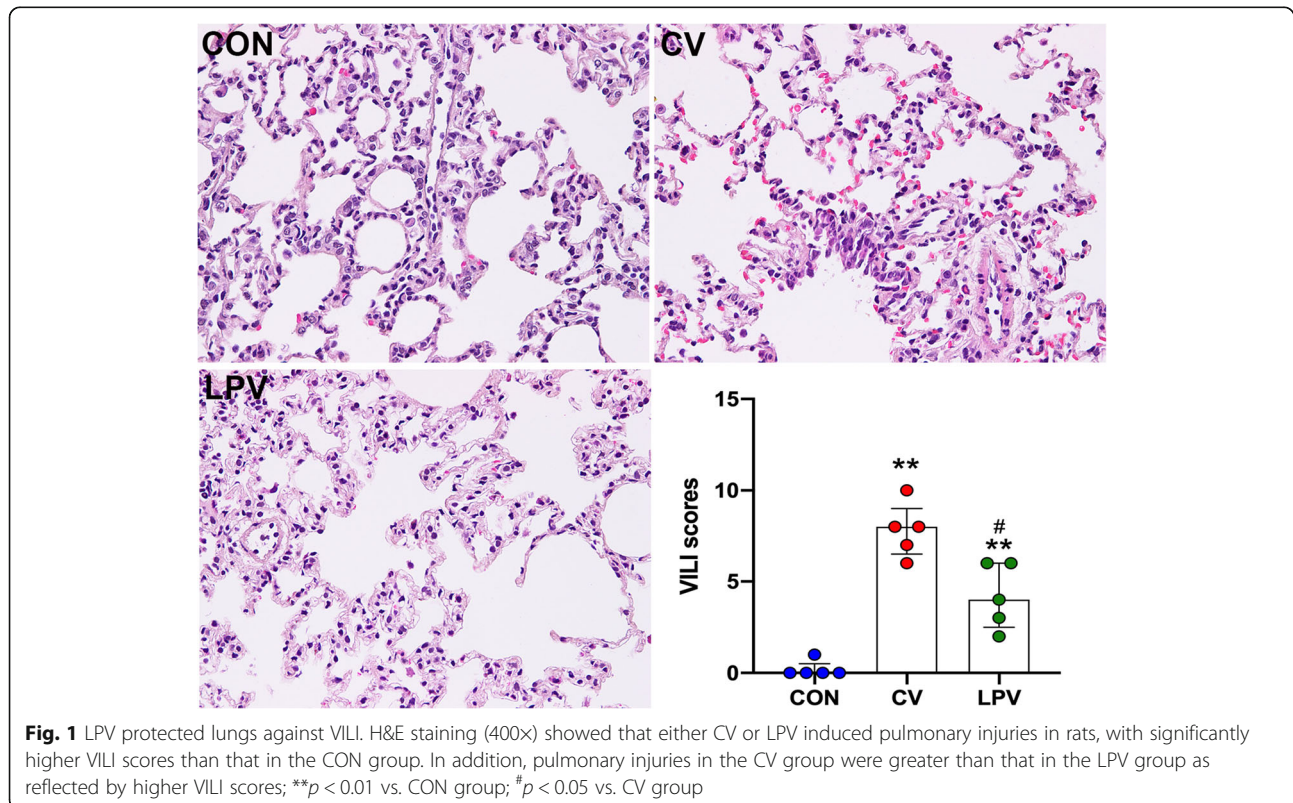 CON
CV
LPV
15
10
5
0
VILI scores
**
#
**
CON
CV
LPV
Fig. 1 LPV protected lungs against VILI. H&E staining (400×) showed that either CV or LPV induced pulmonary injuries in rats, with significantly
higher VILI scores than that in the CON group. In addition, pulmonary injuries in the CV group were greater than that in the LPV group as
reflected by higher VILI scores; **p < 0.01 vs. CON group; #p < 0.05 vs. CV group